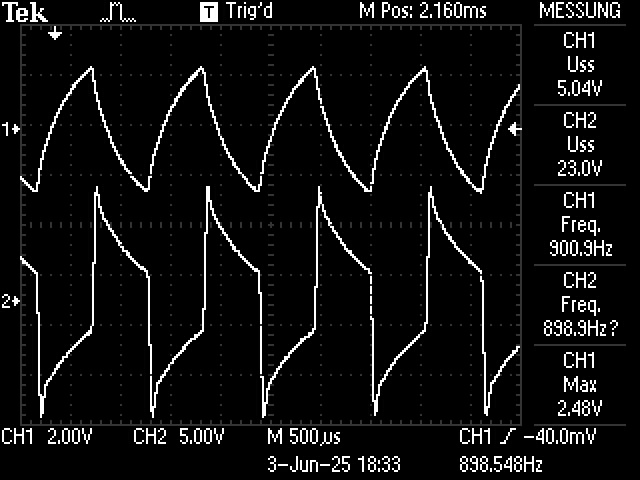 Tek T Trig'd M Pos: 2.160ms MESSUNG
CH1
Uss
5.04V
1
CH2
Uss
23.0V
CH1
Freq.
900.9Hz
CH2
2
Freq.
898.9Hz?
CH1
Max
2.48V
CH1 2.00V CH2 5.00V M 500µs CH1 -40.0mV
3-Jun-25 18:33 898.548Hz